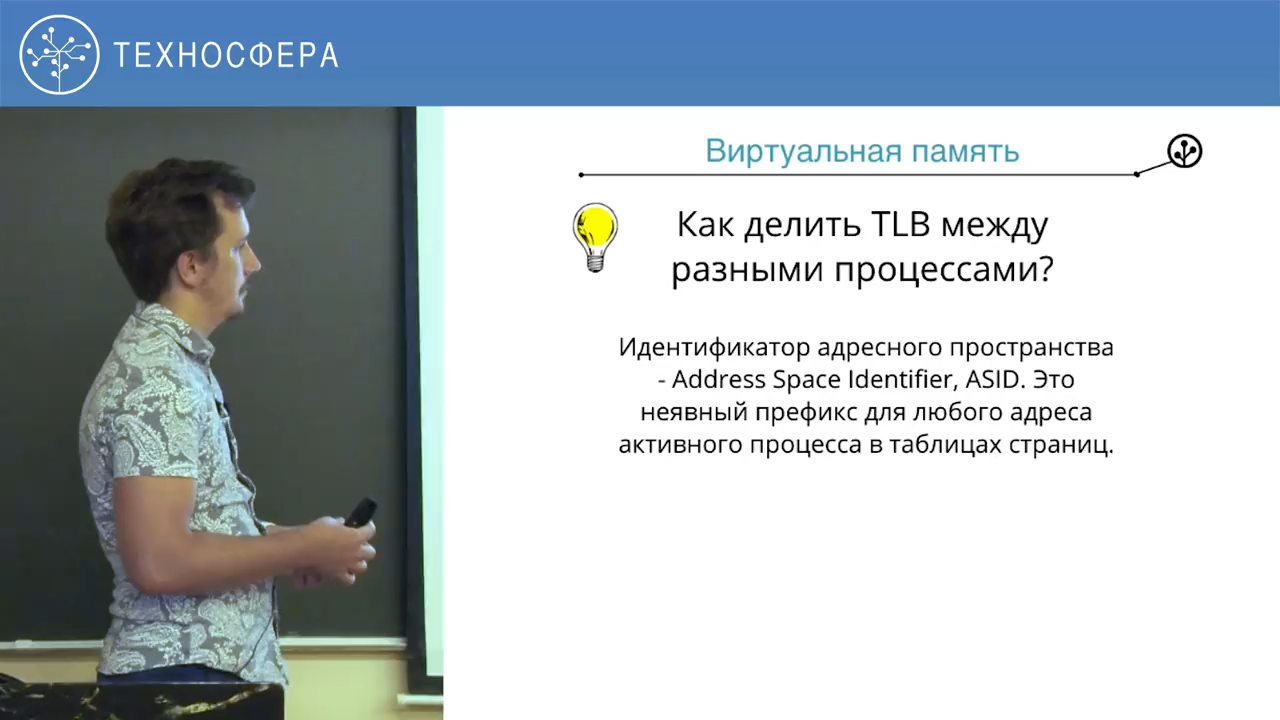 ТЕХНОСФЕРА
Виртуальная память
Как делить TLB между
разными процессами?
Идентификатор адресного пространства
- Address Space Identifier, ASID. Это
неявный префикс для любого адреса
активного процесса в таблицах страниц.